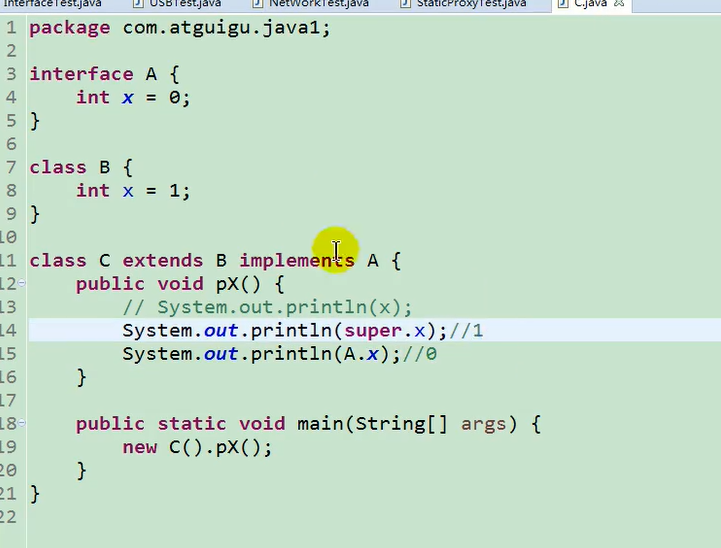 InterfaceTest.java USBTest.java NetWorkTest.java StaticProxyTest.java C.java
1 package com.atguigu.java1;
2
3 interface A {
4 int x = 0;
5 }
6
7 class B {
8 int x = 1;
9 }
10
11 class C extends B implements A {
12 public void pX() {
13 // System.out.println(x);
14 System.out.println(super.x);//1
15 System.out.println(A.x);//0
16 }
17
18 public static void main(String[] args) {
19 new C().pX();
20 }
21 }
22